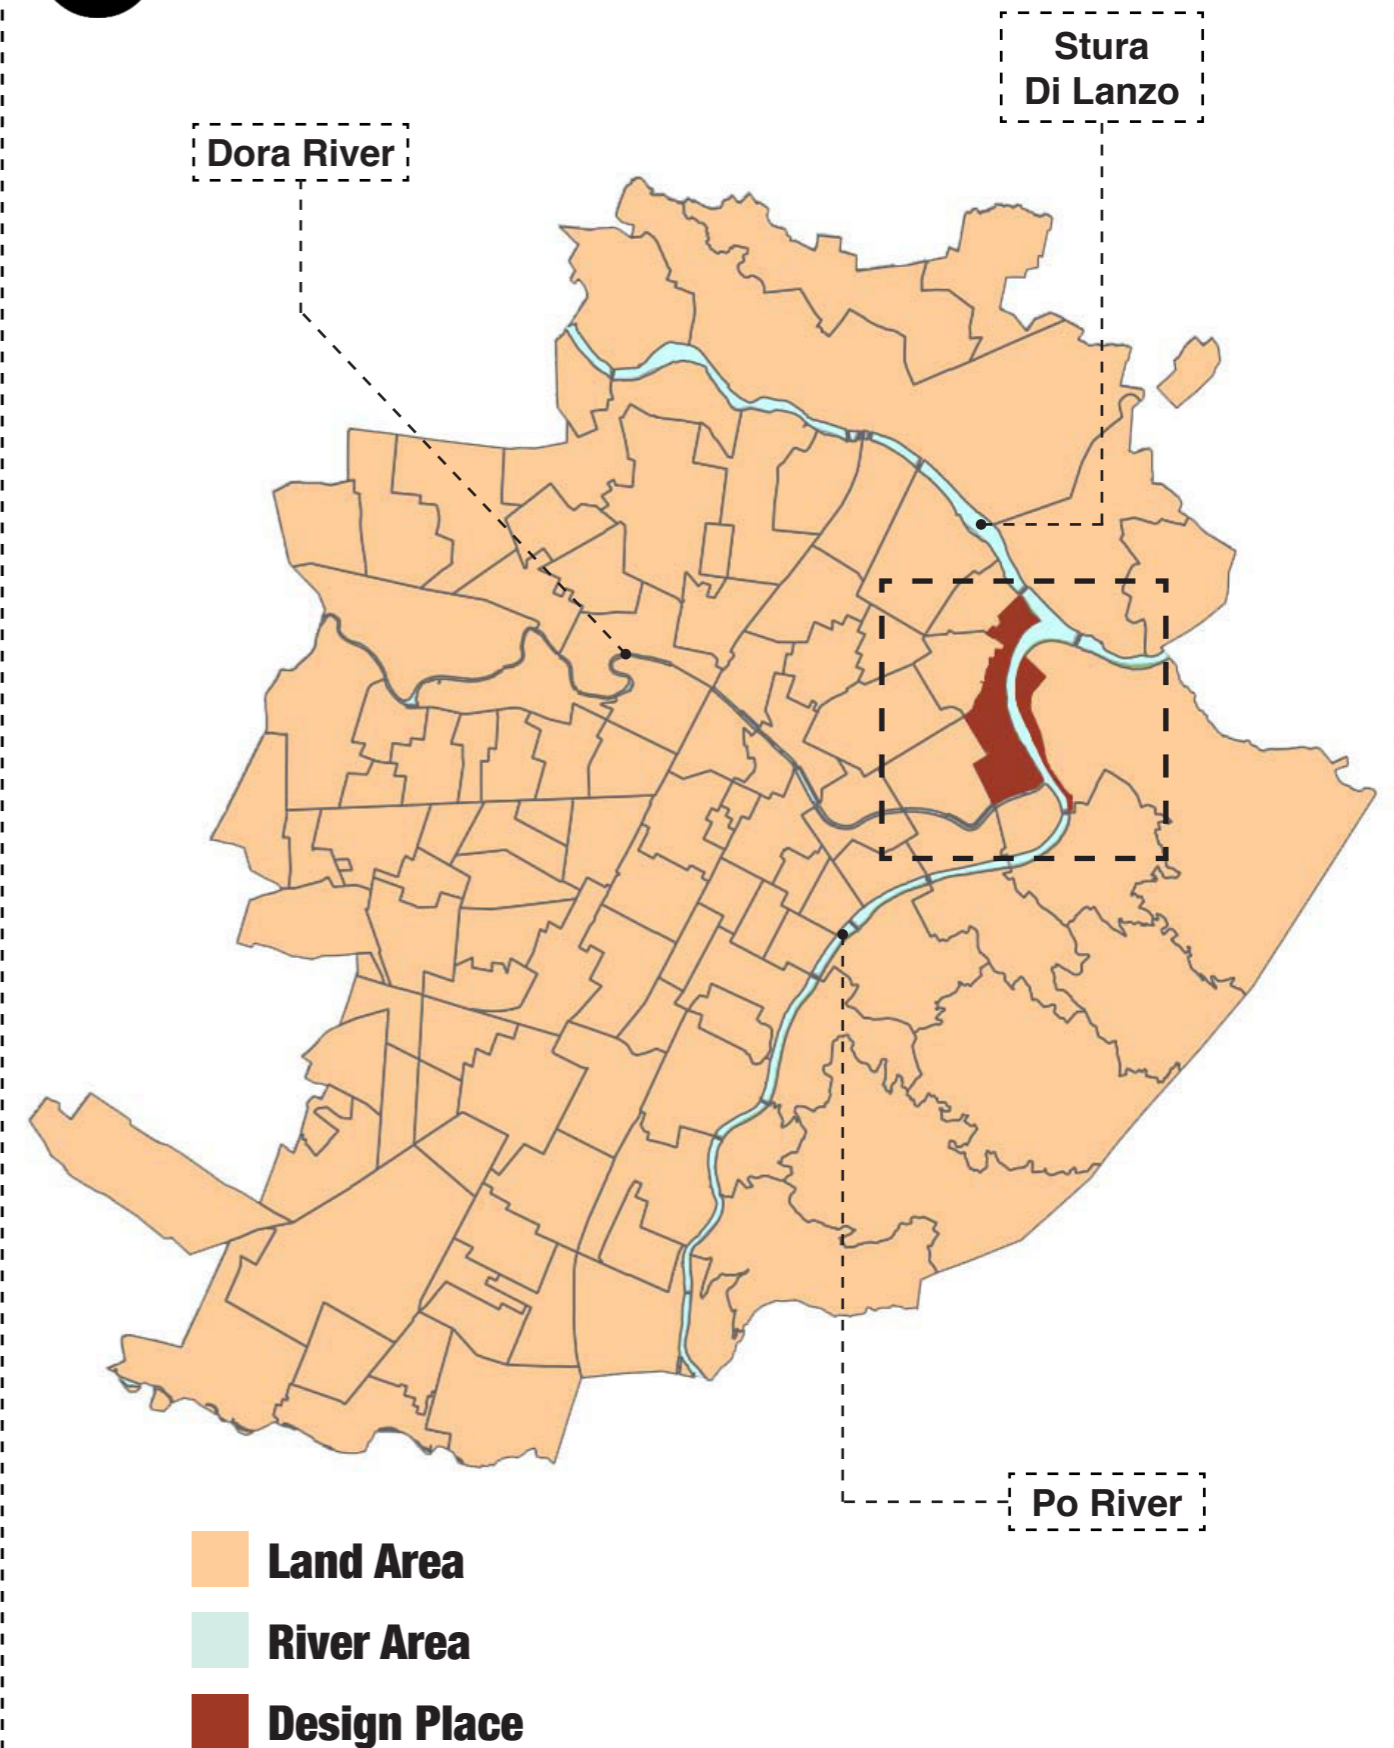 Stura
Di Lanzo
Dora River
Po River
Land Area
River Area
Design Place